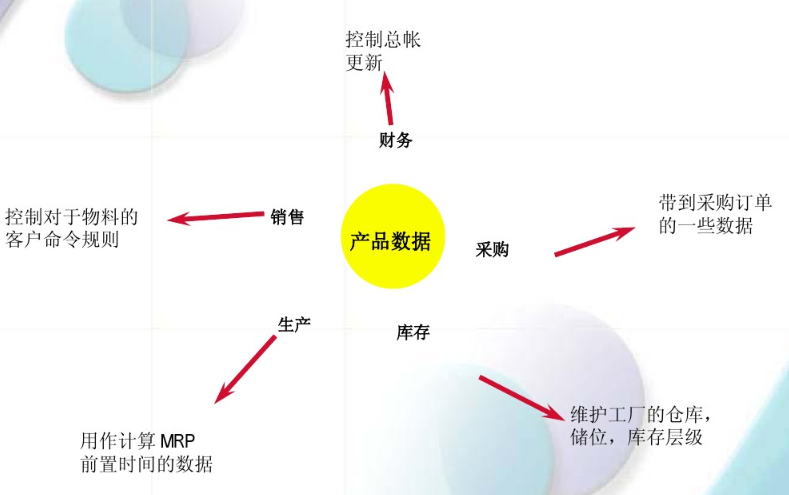 控制总帐
更新
财务
控制对于物料的
客户命令规则
销售
产品数据
采购
带到采购订单
的一些数据
生产
库存
用作计算 MRP
前置时间的数据
维护工厂的仓库，
储位，库存层级